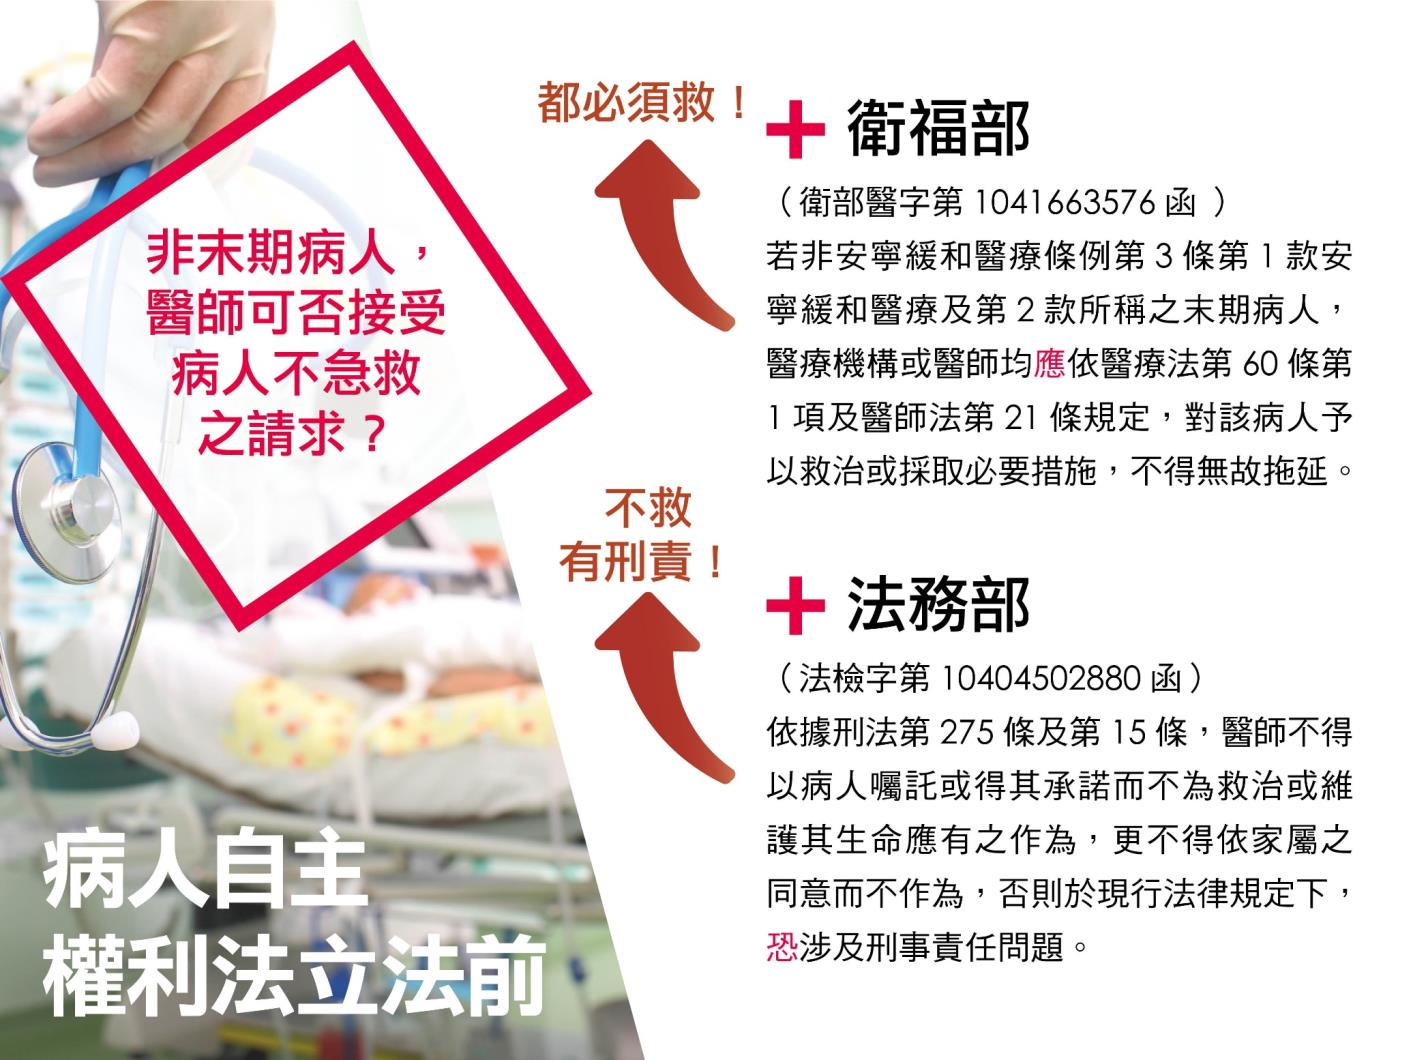 非末期病人，
醫師可否接受
病人不急救
之請求？
病人自主
權利法立法前
都必須救！
衛福部
（衛部醫字第 1041663576 函 ）
若非安寧緩和醫療條例第 3 條第 1 款安
寧緩和醫療及第 2 款所稱之末期病人，
醫療機構或醫師均應依醫療法第 60 條第
1 項及醫師法第 21 條規定，對該病人予
以救治或採取必要措施，不得無故拖延。
不救
有刑責！
法務部
（法檢字第 10404502880 函）
依據刑法第 275 條及第 15 條，醫師不得
以病人囑託或得其承諾而不為救治或維
護其生命應有之作為，更不得依家屬之
同意而不作為，否則於現行法律規定下，
恐涉及刑事責任問題。